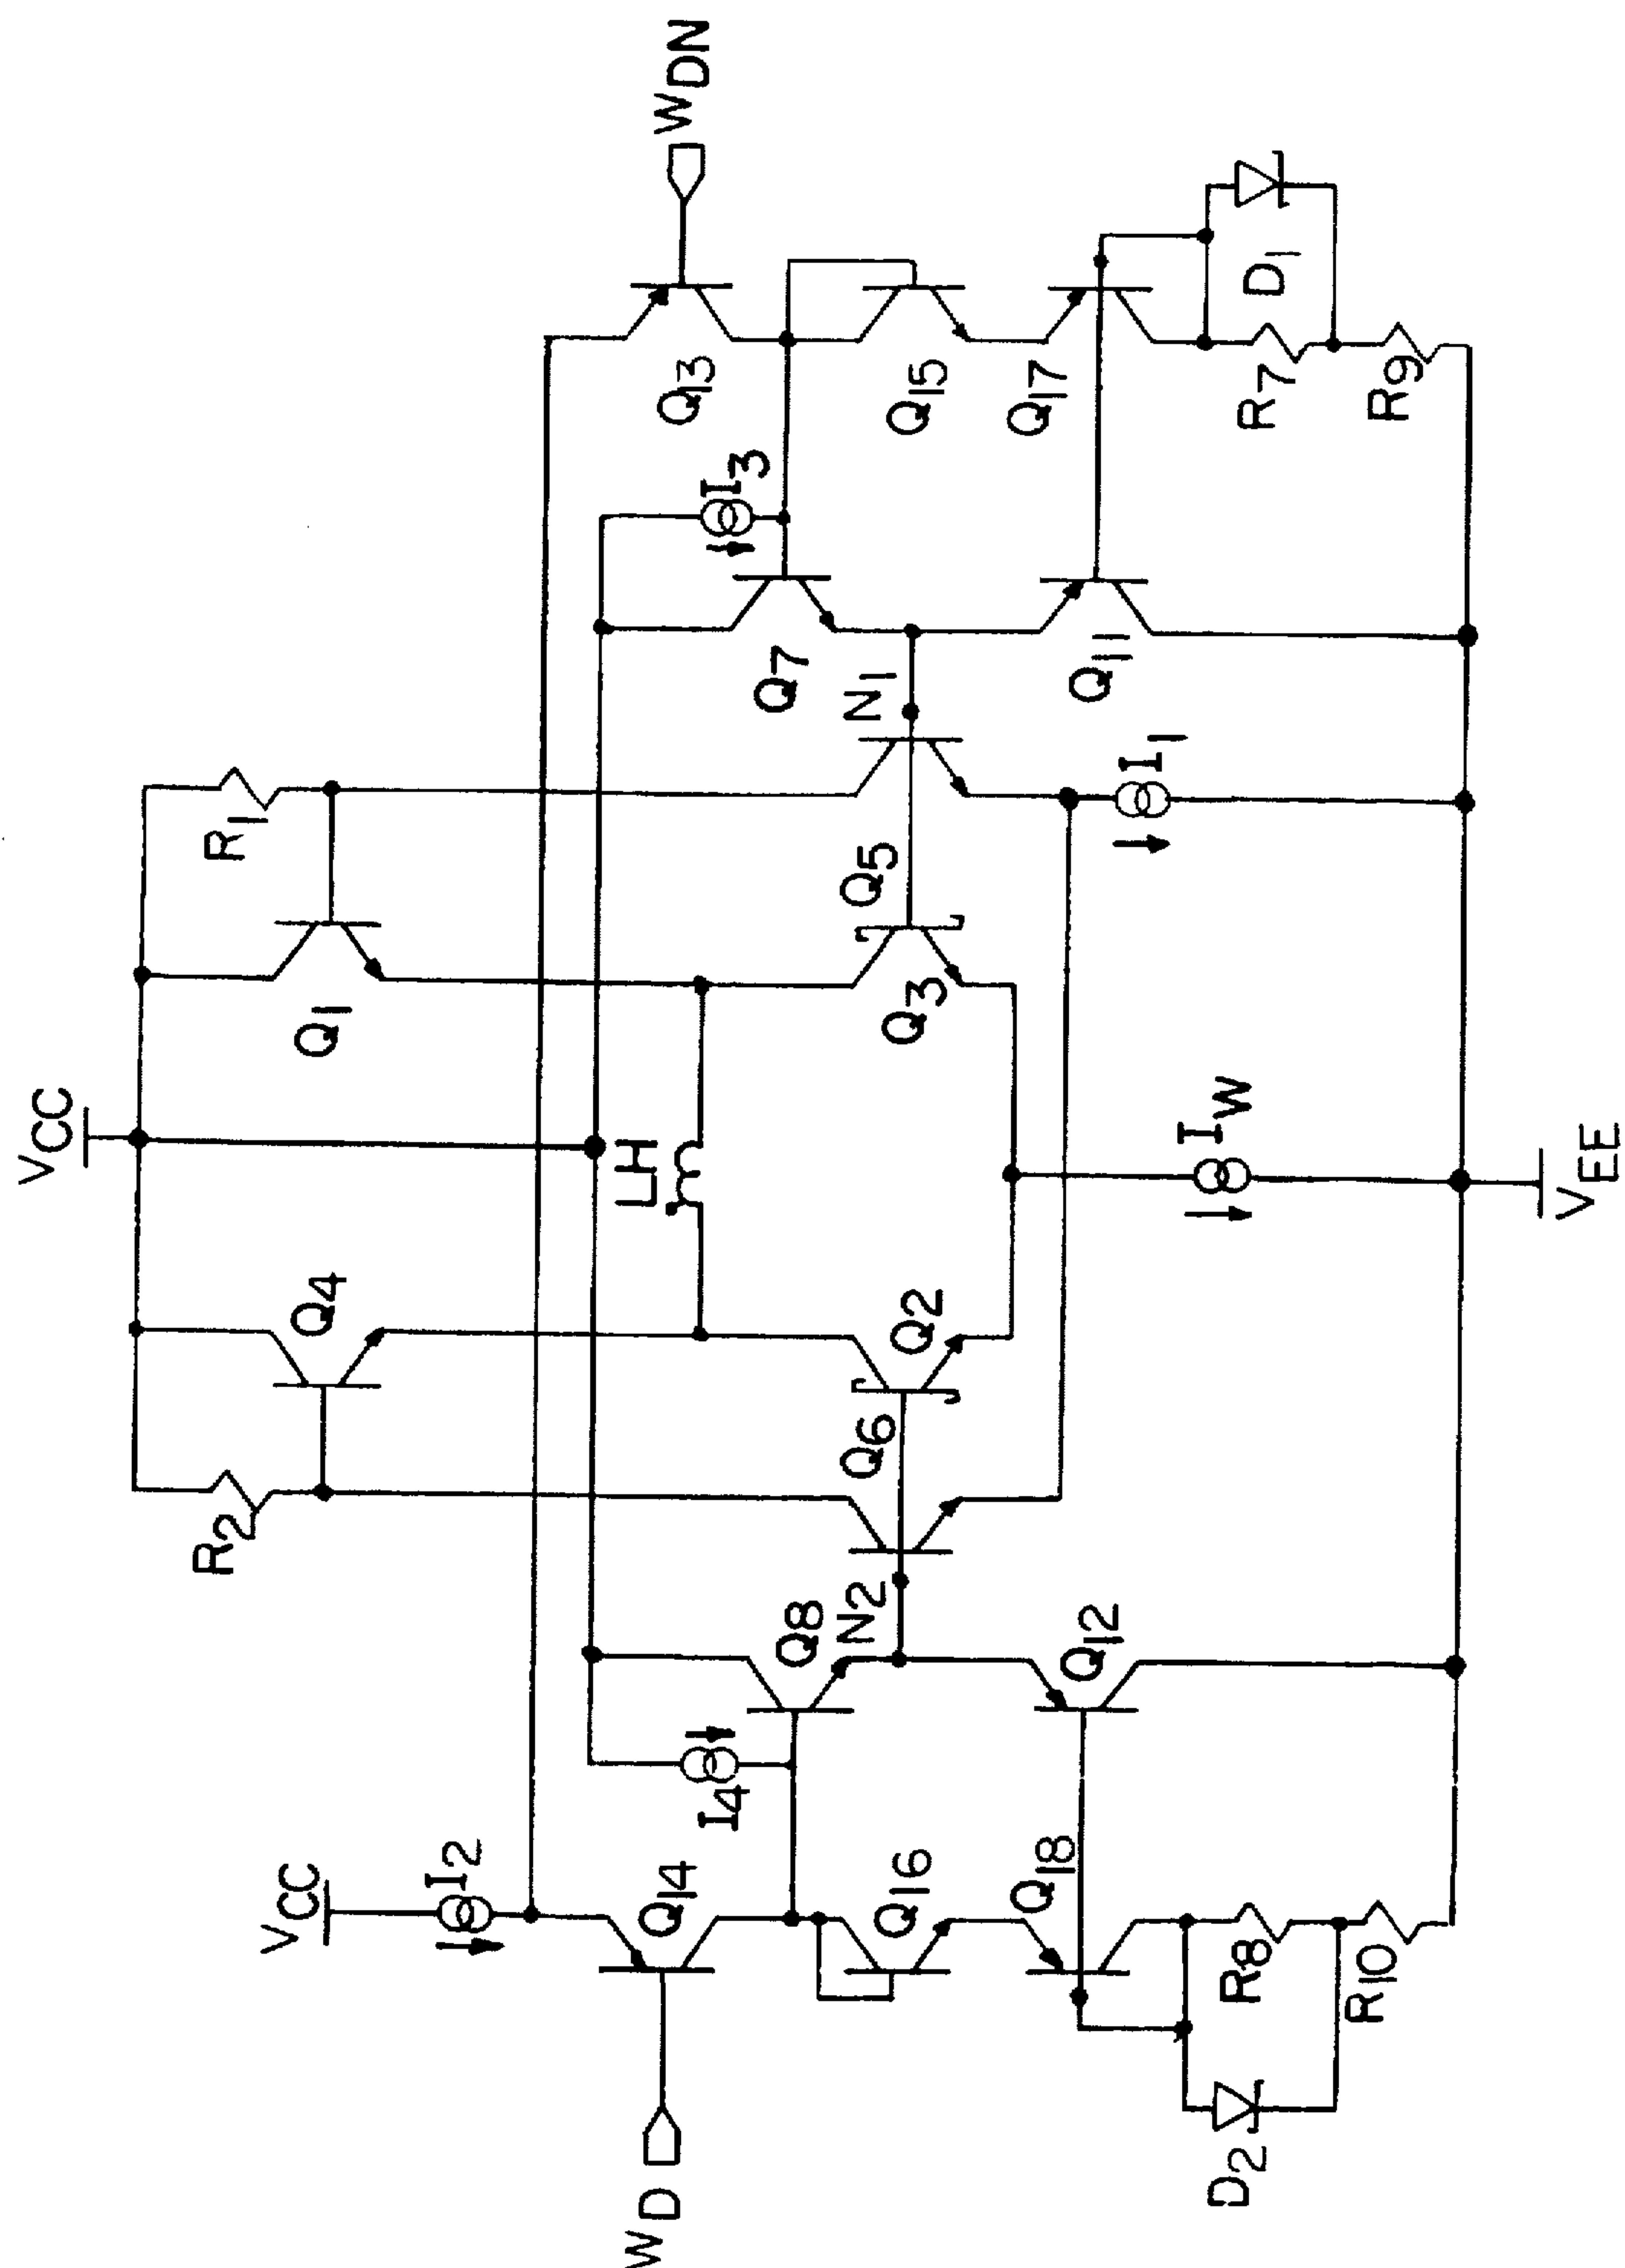 VCC
R2
Q4
Q1
R1
VCC
I2
I4
I3
LH
WD
Q14
Q8
N2
Q6
Q2
Q3
Q5
N1
Q7
Q13
WDN
Q16
Q18
Q12
IW
I1
Q11
Q17
Q15
D2
R8
R10
VEE
R7
R9
D1